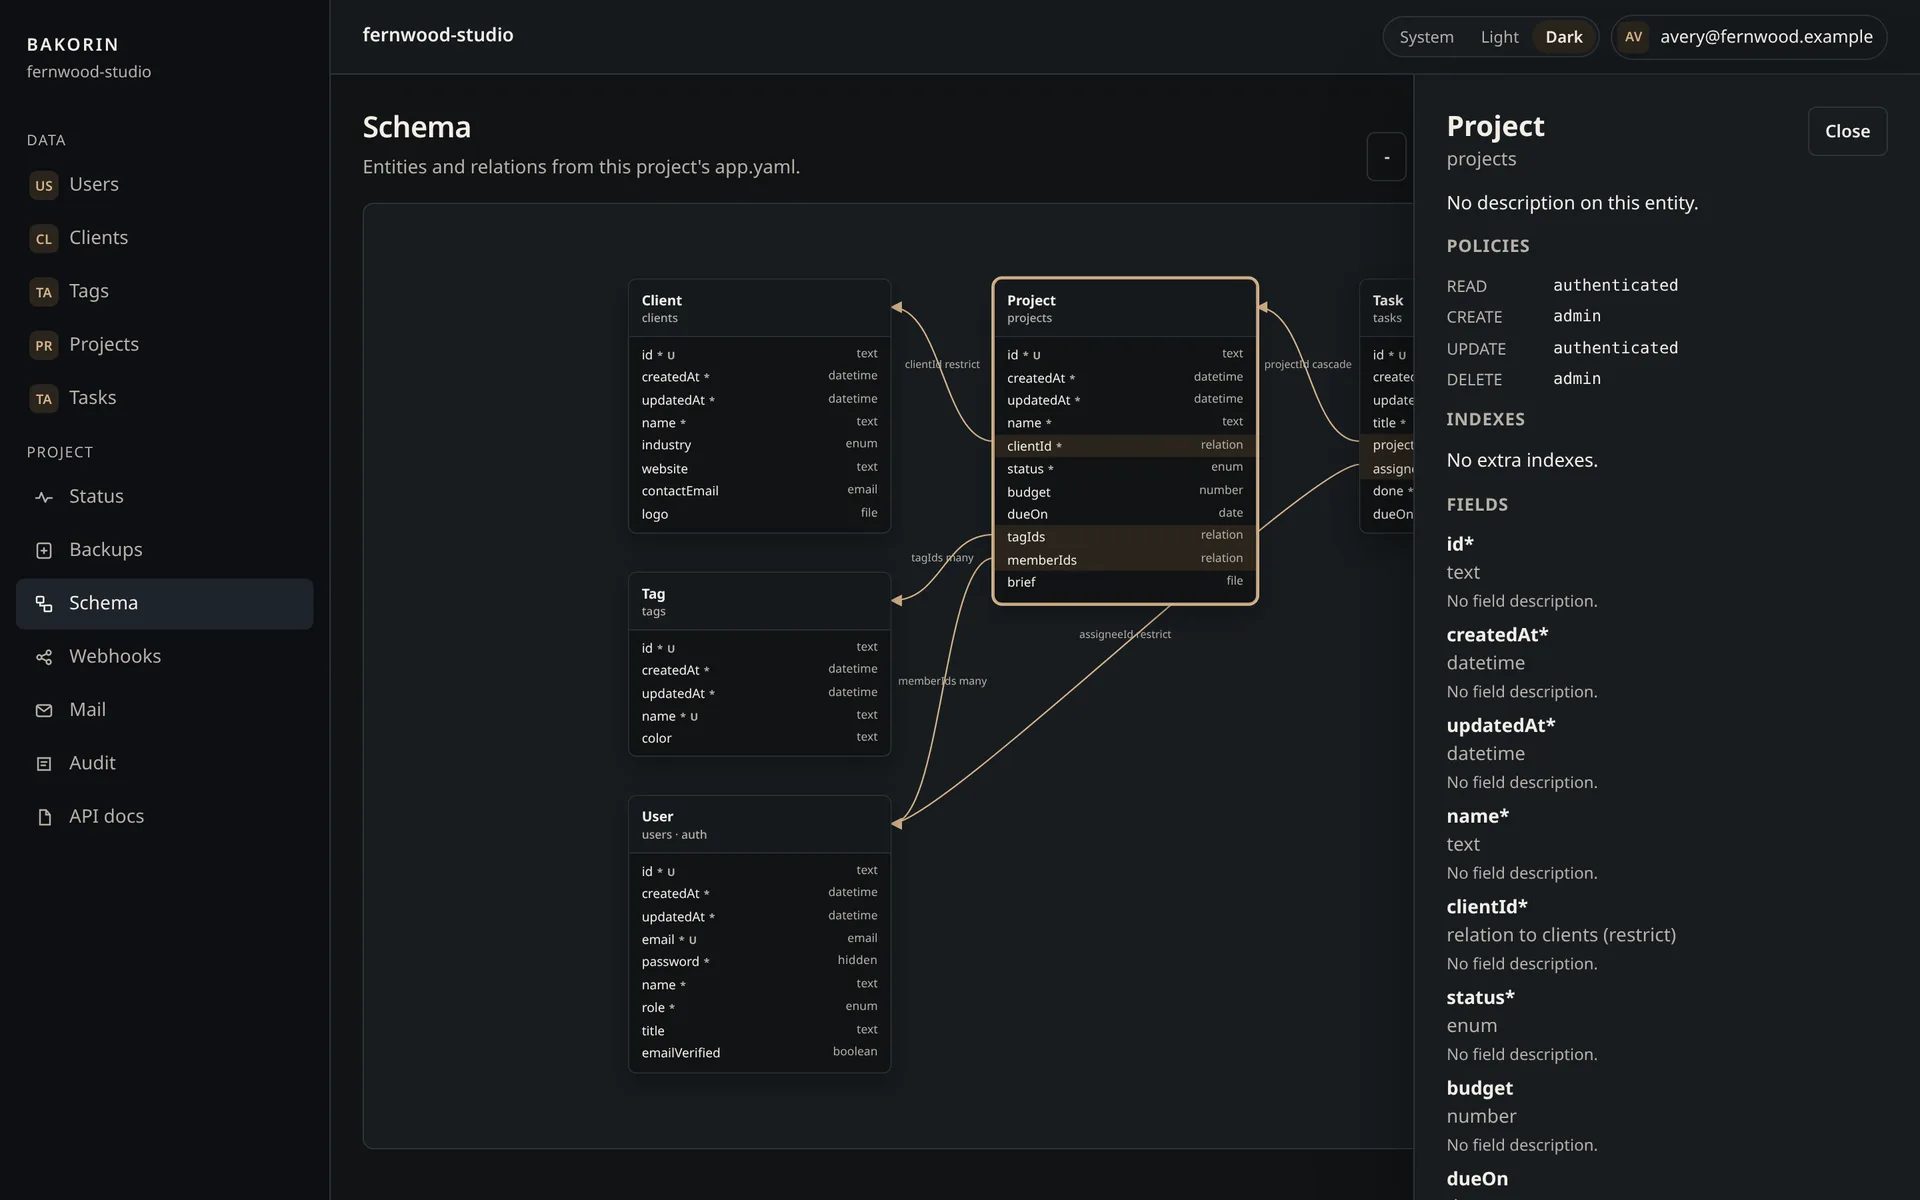 BAKORIN
fernwood-studio
DATA
US Users
CL Clients
TA Tags
PR Projects
TA Tasks
PROJECT
Status
Backups
Schema
Webhooks
Mail
Audit
API docs
fernwood-studio
System Light Dark
AV avery@fernwood.example
Schema
Entities and relations from this project's app.yaml.
-
Client
clients
id * U text
createdAt * datetime
updatedAt * datetime
name * text
industry enum
website text
contactEmail email
logo file
clientId restrict
Tag
tags
id * U text
createdAt * datetime
updatedAt * datetime
name * U text
color text
tagIds many
memberIds many
User
users · auth
id * U text
createdAt * datetime
updatedAt * datetime
email * U email
password * hidden
name * text
role * enum
title text
emailVerified boolean
Project
projects
id * U text
createdAt * datetime
updatedAt * datetime
name * text
clientId * relation
status * enum
budget number
dueOn date
tagIds relation
memberIds relation
brief file
assigneeId restrict
projectId cascade
Task
tasks
id * U
created
update
title *
project
assigne
done *
dueOn
Project
projects
Close
No description on this entity.
POLICIES
READ authenticated
CREATE admin
UPDATE authenticated
DELETE admin
INDEXES
No extra indexes.
FIELDS
id*
text
No field description.
createdAt*
datetime
No field description.
updatedAt*
datetime
No field description.
name*
text
No field description.
clientId*
relation to clients (restrict)
No field description.
status*
enum
No field description.
budget
number
No field description.
dueOn